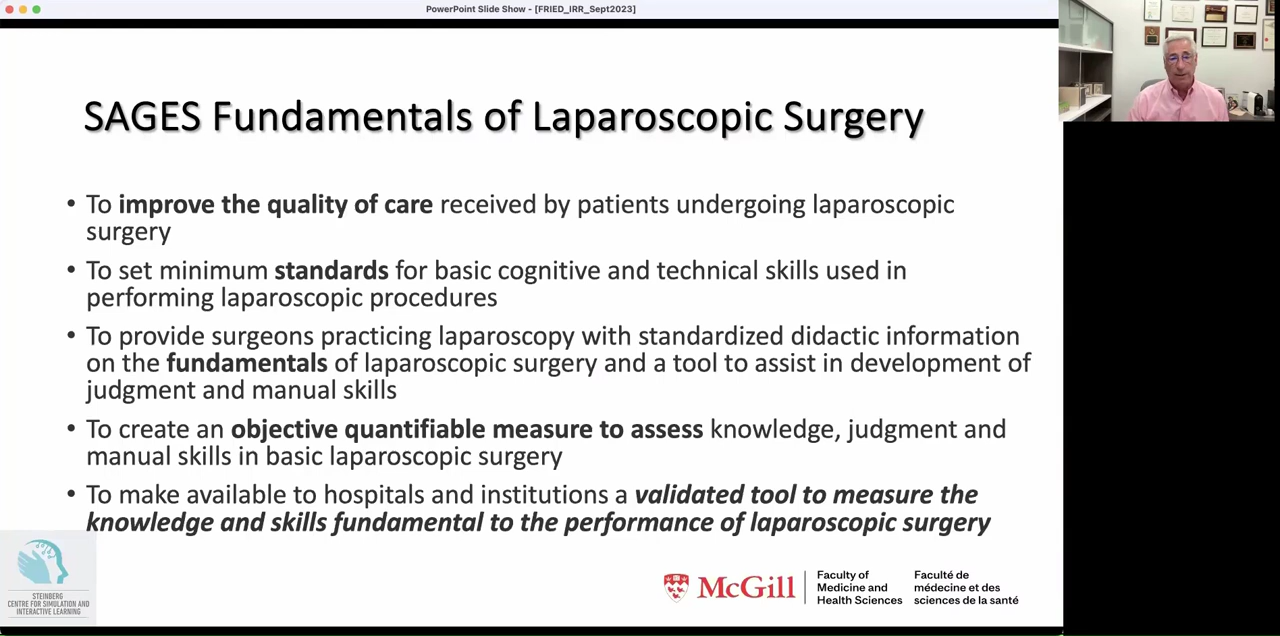 PowerPoint Slide Show - [FRIED_IRR_Sept2023]
SAGES Fundamentals of Laparoscopic Surgery
• To improve the quality of care received by patients undergoing laparoscopic
surgery
• To set minimum standards for basic cognitive and technical skills used in
performing laparoscopic procedures
• To provide surgeons practicing laparoscopy with standardized didactic information
on the fundamentals of laparoscopic surgery and a tool to assist in development of
judgment and manual skills
• To create an objective quantifiable measure to assess knowledge, judgment and
manual skills in basic laparoscopic surgery
• To make available to hospitals and institutions a validated tool to measure the
knowledge and skills fundamental to the performance of laparoscopic surgery
STEINBERG
CENTRE FOR SIMULATION AND
INTERACTIVE LEARNING
McGill
Faculty of
Medicine and
Health Sciences
Faculté de
médecine et des
sciences de la santé